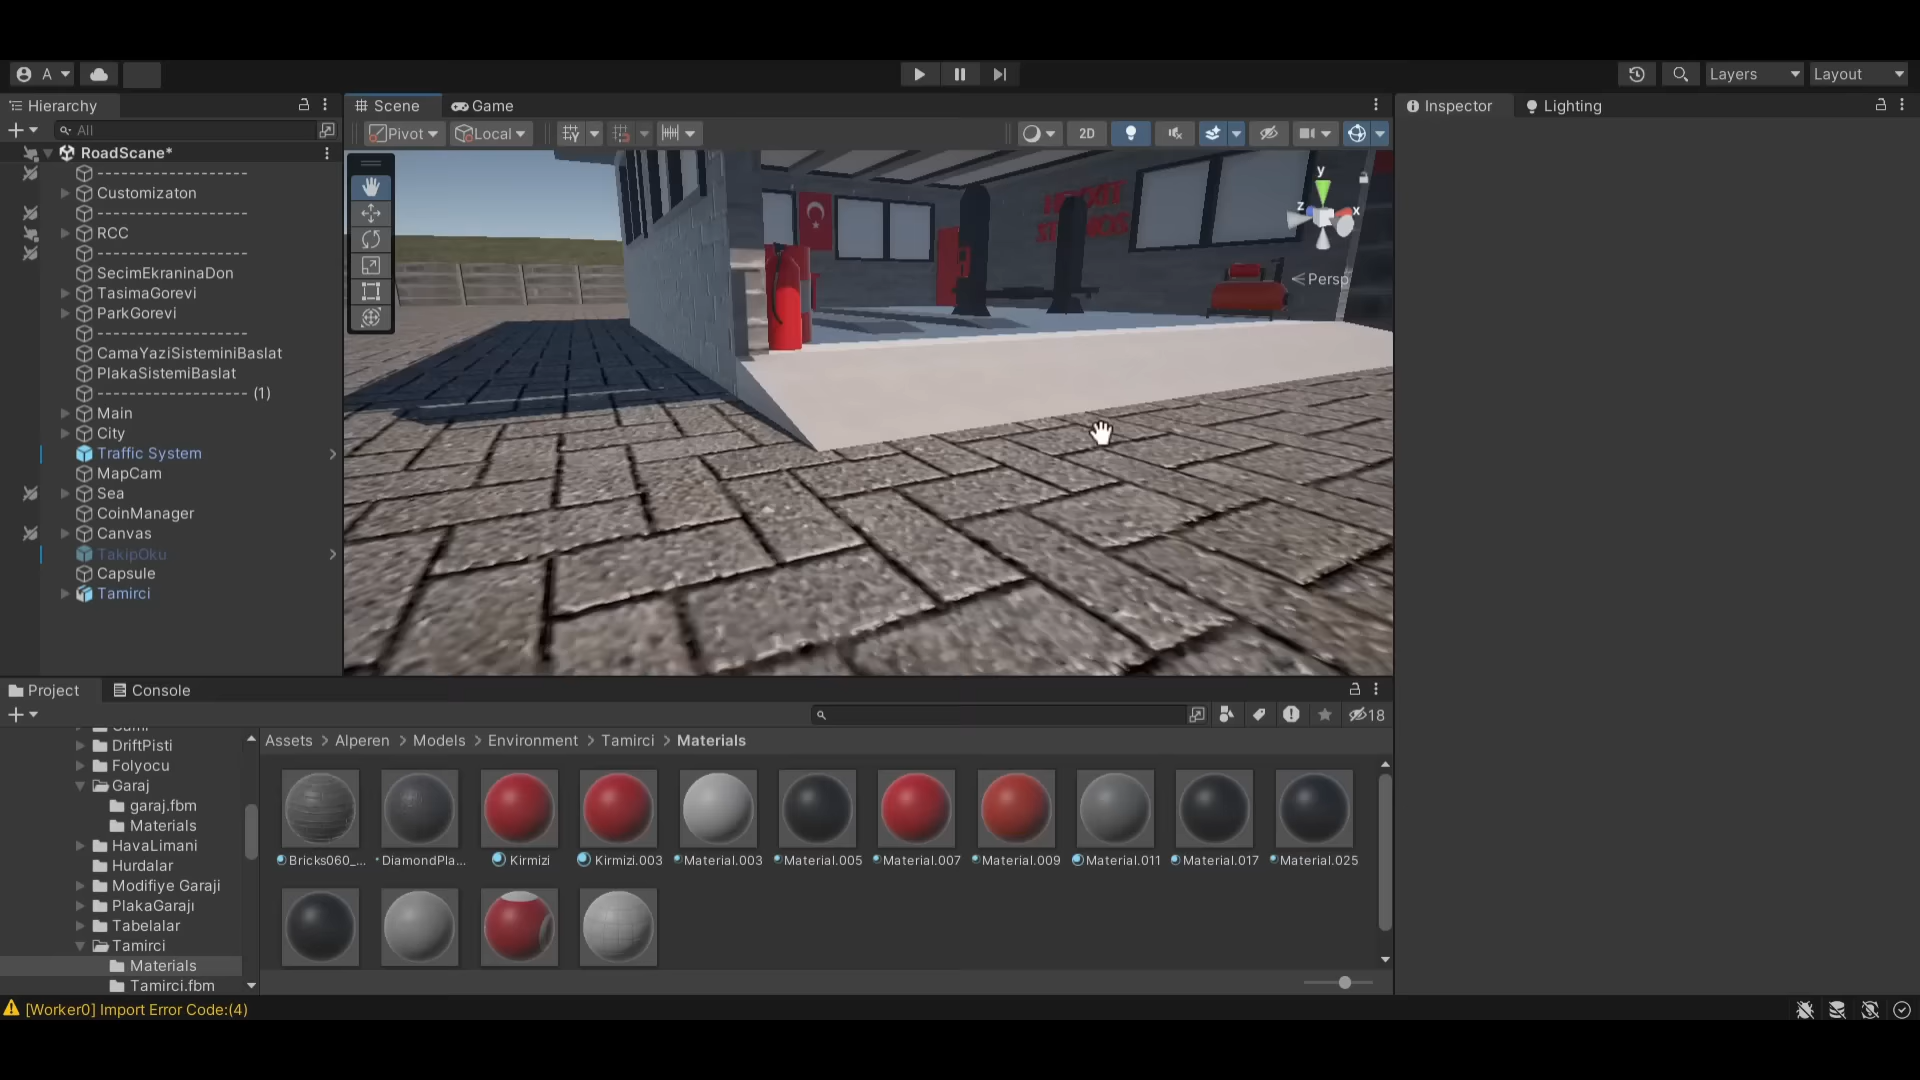 A
Layers
Layout
Hierarchy
Scene
Game
Inspector
Lighting
All
Pivot
Local
2D
RoadScane*
-------------------
Customizaton
-------------------
RCC
-------------------
SecimEkraninaDon
TasimaGorevi
ParkGorevi
-------------------
CamaYaziSisteminiBaslat
PlakaSistemiBaslat
------------------- (1)
Main
City
Traffic System
MapCam
Sea
CoinManager
Canvas
TakipOku
Capsule
Tamirci
y
z
x
Persp
Project
Console
18
DriftPisti
Folyocu
Garaj
garaj.fbm
Materials
HavaLimani
Hurdalar
Modifiye Garaji
PlakaGarajı
Tabelalar
Tamirci
Materials
Tamirci.fbm
Assets > Alperen > Models > Environment > Tamirci > Materials
Bricks060_...
DiamondPla...
Kirmizi
Kirmizi.003
Material.003
Material.005
Material.007
Material.009
Material.011
Material.017
Material.025
[Worker0] Import Error Code:(4)